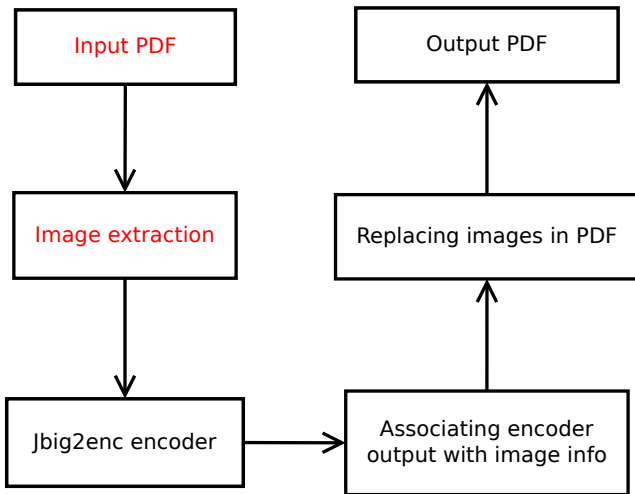 Input PDF
Image extraction
Jbig2enc encoder
Associating encoder
output with image info
Replacing images in PDF
Output PDF